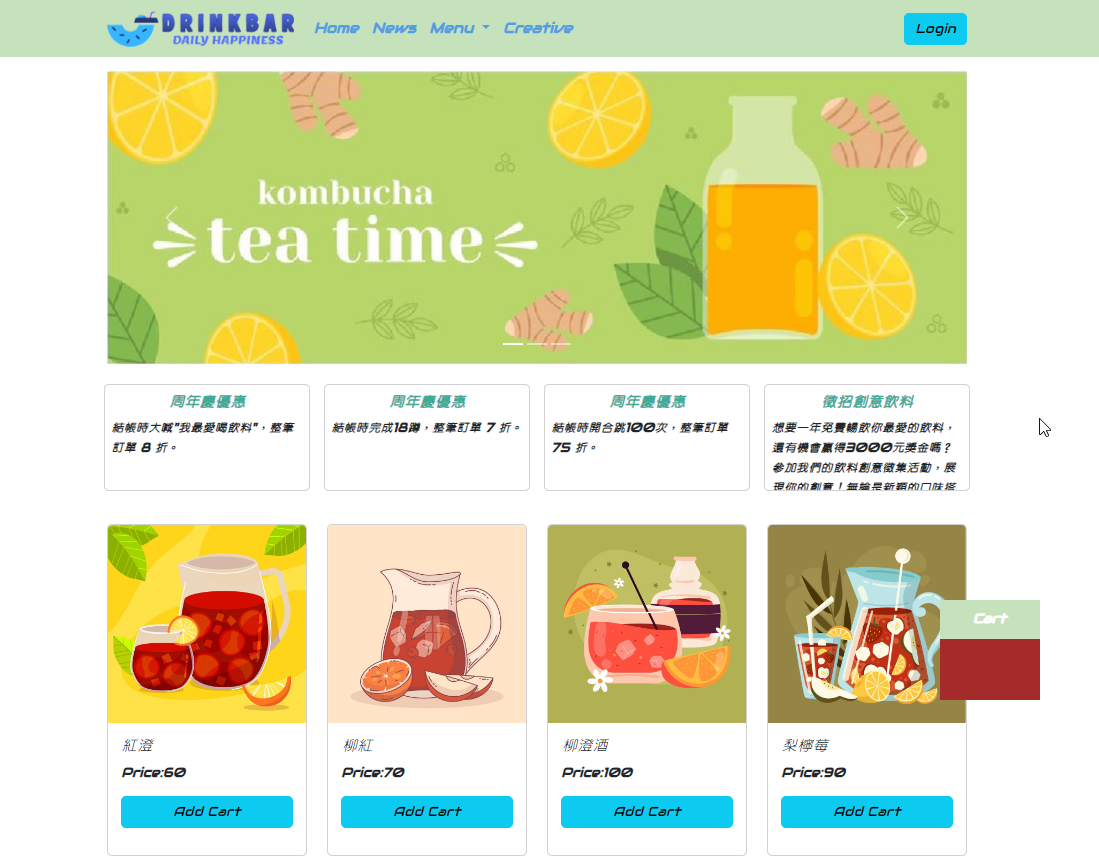 DRINKBAR
DAILY HAPPINESS
Home News Menu Creative
Login
kombucha
tea time
周年慶優惠
結帳時大喊"我最愛喝飲料"，整筆
訂單 8 折。
周年慶優惠
結帳時完成18蹲，整筆訂單 7 折。
周年慶優惠
結帳時開合跳100次，整筆訂單
75 折。
徵招創意飲料
想要一年免費暢飲你最愛的飲料，
還有機會贏得3000元獎金嗎？
參加我們的飲料創意徵集活動，展
現你的創意！無論是新穎的口味搭
Cart
紅澄
Price:60
Add Cart
柳紅
Price:70
Add Cart
柳澄酒
Price:100
Add Cart
梨檸莓
Price:90
Add Cart